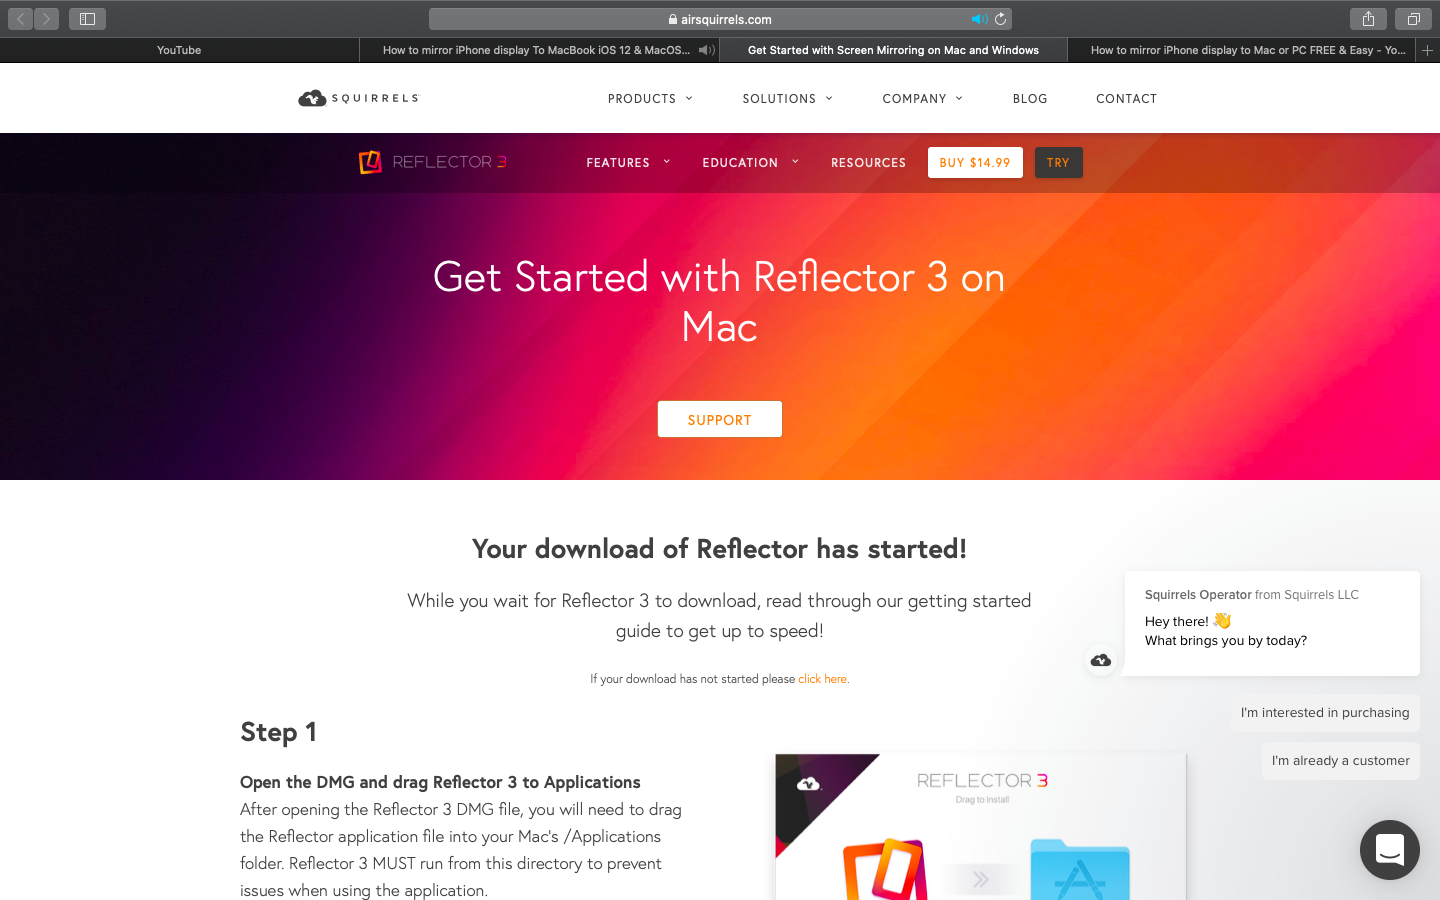 airsquirrels.com
YouTube
How to mirror iPhone display To MacBook iOS 12 & MacOS...
Get Started with Screen Mirroring on Mac and Windows
How to mirror iPhone display to Mac or PC FREE & Easy - Yo...
SQUIRRELS
PRODUCTS
SOLUTIONS
COMPANY
BLOG
CONTACT
REFLECTOR 3
FEATURES
EDUCATION
RESOURCES
BUY $14.99
TRY
Get Started with Reflector 3 on
Mac
SUPPORT
Your download of Reflector has started!
While you wait for Reflector 3 to download, read through our getting started
guide to get up to speed!
If your download has not started please click here.
Squirrels Operator from Squirrels LLC
Hey there! 👋
What brings you by today?
I'm interested in purchasing
I'm already a customer
Step 1
Open the DMG and drag Reflector 3 to Applications
After opening the Reflector 3 DMG file, you will need to drag
the Reflector application file into your Mac's /Applications
folder. Reflector 3 MUST run from this directory to prevent
issues when using the application.
REFLECTOR 3
Drag to install